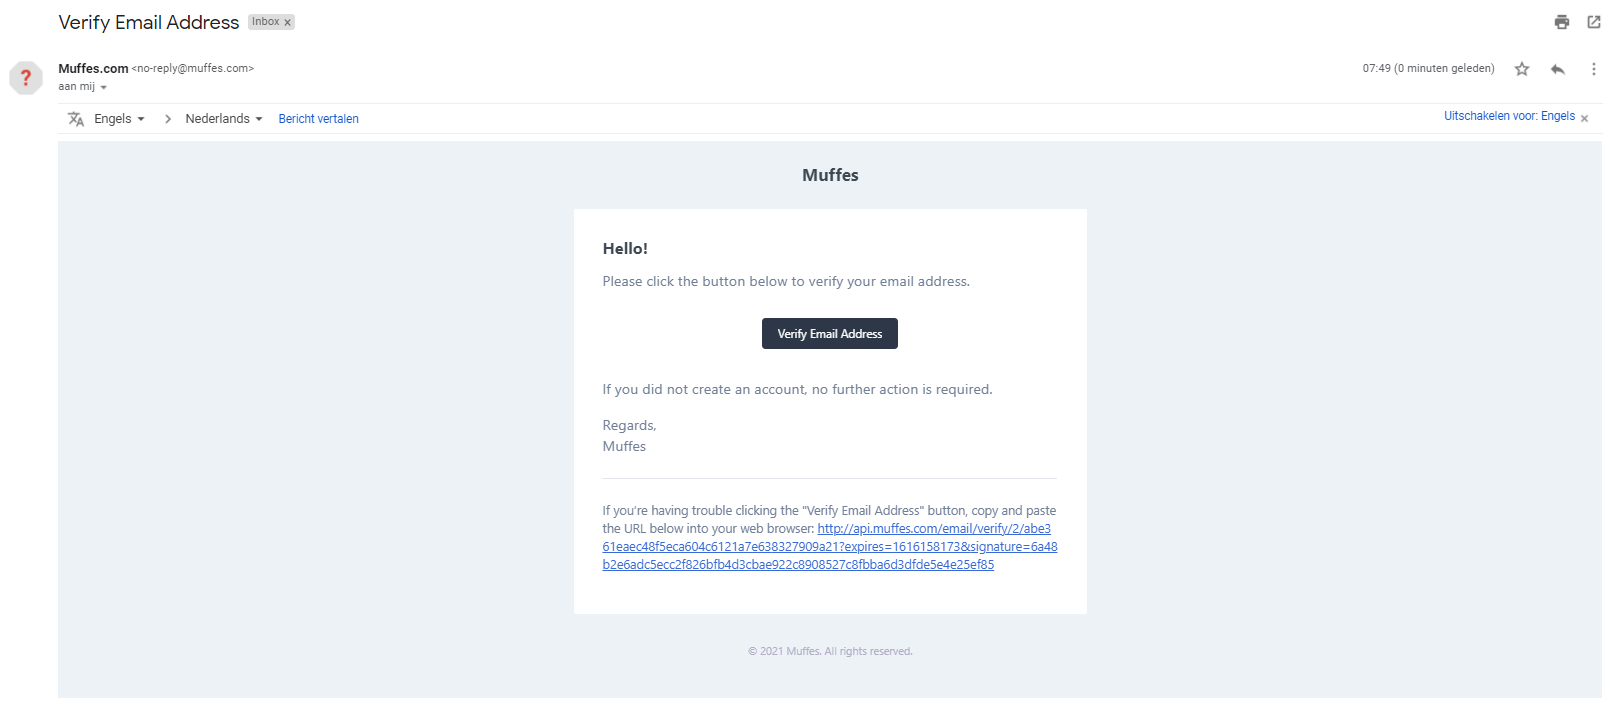 Verify Email Address Inbox ×
Muffes.com <no-reply@muffes.com> 07:49 (0 minuten geleden)
aan mij
Engels > Nederlands Bericht vertalen Uitschakelen voor: Engels ×
Muffes
Hello!
Please click the button below to verify your email address.
Verify Email Address
If you did not create an account, no further action is required.
Regards,
Muffes
If you're having trouble clicking the "Verify Email Address" button, copy and paste
the URL below into your web browser: http://api.muffes.com/email/verify/2/abe3
61eaec48f5eca604c6121a7e638327909a21?expires=1616158173&signature=6a48
b2e6adc5ecc2f826bfb4d3cbae922c8908527c8fbba6d3dfde5e4e25ef85
© 2021 Muffes. All rights reserved.